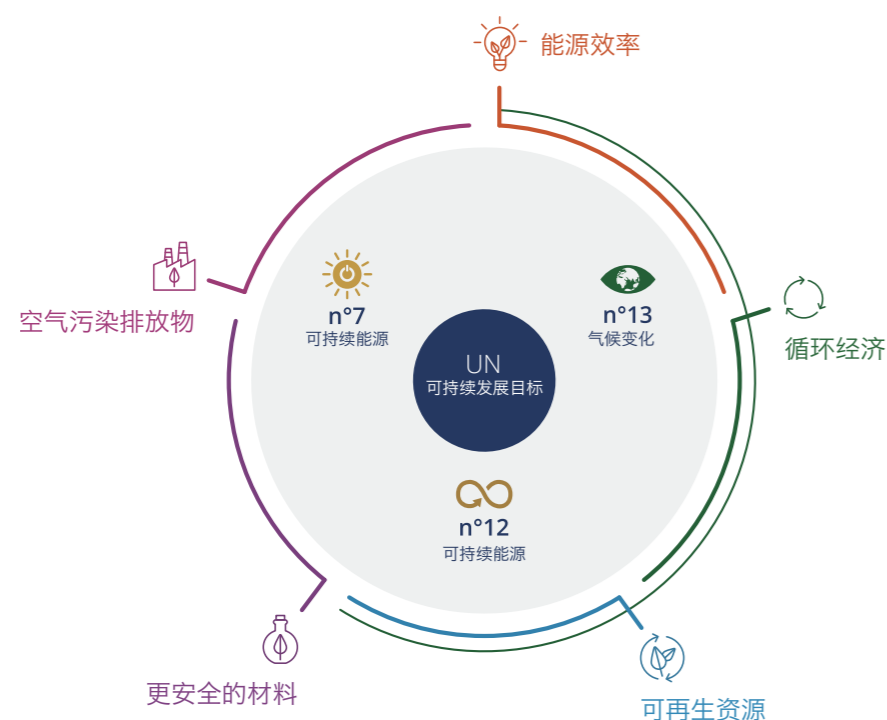 能源效率
空气污染排放物
n°7
可持续能源
n°13
气候变化
循环经济
UN
可持续发展目标
n°12
可持续能源
更安全的材料
可再生资源